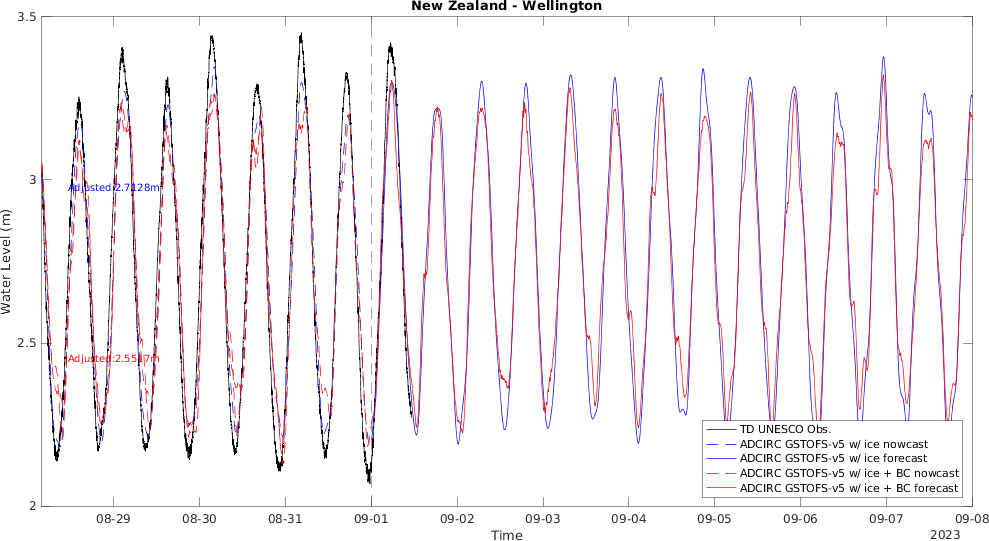 New Zealand - Wellington
3.5
3
2.5
2
Water Level (m)
Adjusted:2.7128m
Adjusted:2.5517m
TD UNESCO Obs.
ADCIRC GSTOFS-v5 w/ ice nowcast
ADCIRC GSTOFS-v5 w/ ice forecast
ADCIRC GSTOFS-v5 w/ ice + BC nowcast
ADCIRC GSTOFS-v5 w/ ice + BC forecast
08-29 08-30 08-31 09-01 09-02 09-03 09-04 09-05 09-06 09-07 09-08
Time
2023